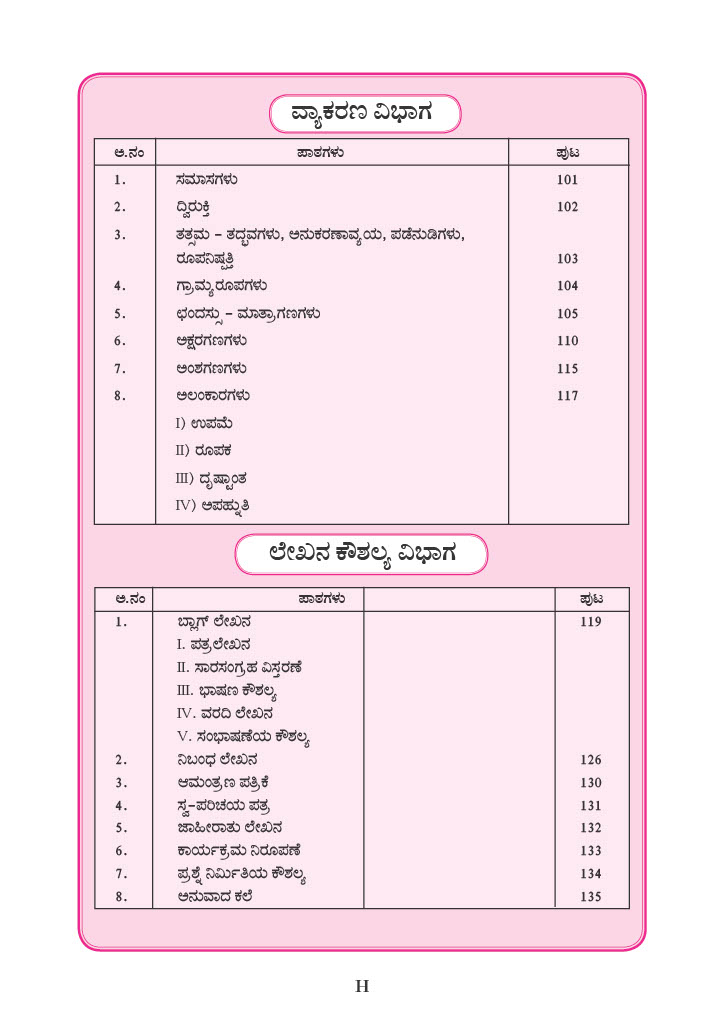 ವ್ಯಾಕರಣ ವಿಭಾಗ
ಅ.ನಂ ಪಾಠಗಳು ಪುಟ
1. ಸಮಾಸಗಳು 101
2. ದ್ವಿರುಕ್ತಿ 102
3. ತತ್ಸಮ – ತದ್ಭವಗಳು, ಅನುಕರಣಾವ್ಯಯ, ಪಡೆನುಡಿಗಳು,
ರೂಪನಿಷ್ಪತ್ತಿ 103
4. ಗ್ರಾಮ್ಯರೂಪಗಳು 104
5. ಛಂದಸ್ಸು – ಮಾತ್ರಾಗಣಗಳು 105
6. ಅಕ್ಷರಗಣಗಳು 110
7. ಅಂಶಗಣಗಳು 115
8. ಅಲಂಕಾರಗಳು 117
I) ಉಪಮೆ
II) ರೂಪಕ
III) ದೃಷ್ಟಾಂತ
IV) ಅಪಹ್ನುತಿ
ಲೇಖನ ಕೌಶಲ್ಯ ವಿಭಾಗ
ಅ.ನಂ ಪಾಠಗಳು ಪುಟ
1. ಬ್ಲಾಗ್ ಲೇಖನ 119
I. ಪತ್ರಲೇಖನ
II. ಸಾರಸಂಗ್ರಹ ವಿಸ್ತರಣೆ
III. ಭಾಷಣ ಕೌಶಲ್ಯ
IV. ವರದಿ ಲೇಖನ
V. ಸಂಭಾಷಣೆಯ ಕೌಶಲ್ಯ
2. ನಿಬಂಧ ಲೇಖನ 126
3. ಆಮಂತ್ರಣ ಪತ್ರಿಕೆ 130
4. ಸ್ವ–ಪರಿಚಯ ಪತ್ರ 131
5. ಜಾಹೀರಾತು ಲೇಖನ 132
6. ಕಾರ್ಯಕ್ರಮ ನಿರೂಪಣೆ 133
7. ಪ್ರಶ್ನೆ ನಿರ್ಮಿತಿಯ ಕೌಶಲ್ಯ 134
8. ಅನುವಾದ ಕಲೆ 135
H